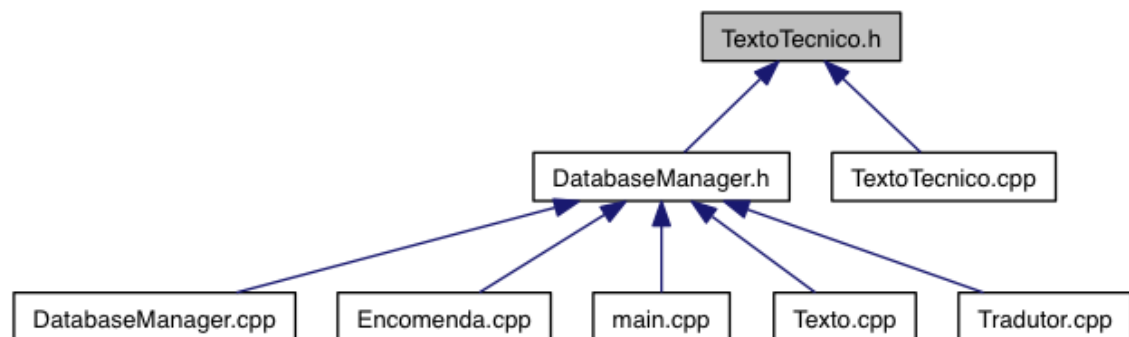 TextoTecnico.h
DatabaseManager.h
TextoTecnico.cpp
DatabaseManager.cpp
Encomenda.cpp
main.cpp
Texto.cpp
Tradutor.cpp